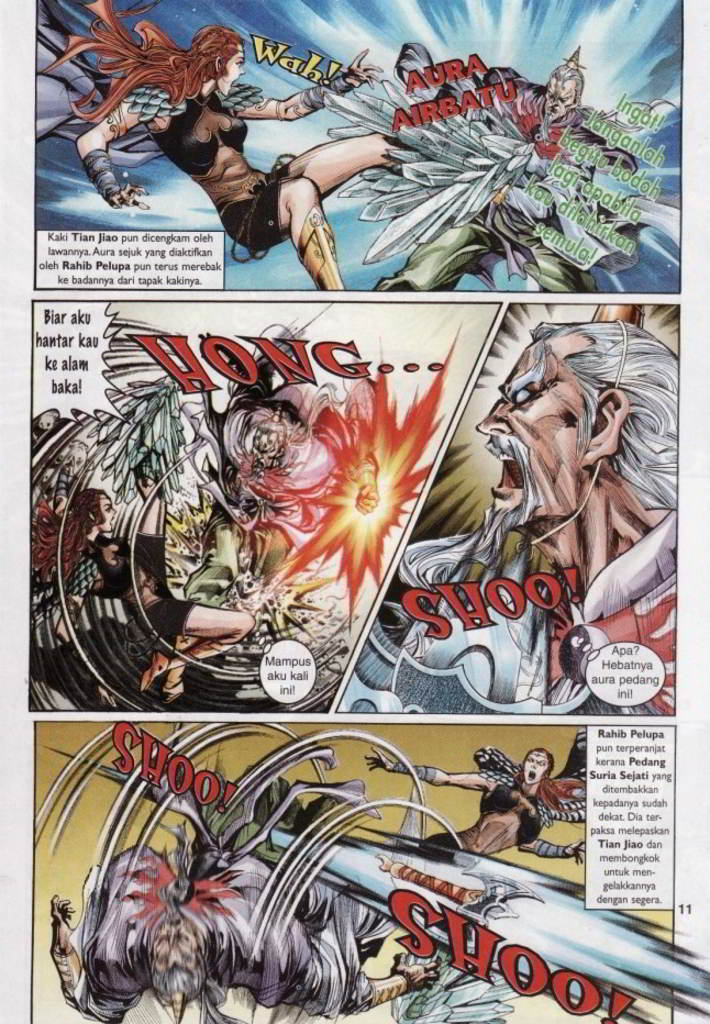 Wah!
AURA
AIRBATU
Ingat!
Janganlah
begitu bodoh
lagi apabila
kau dilahirkan
semula!
Kaki Tian Jiao pun dicengkam oleh
lawannya. Aura sejuk yang diaktifkan
oleh Rahib Pelupa pun terus merebak
ke badannya dari tapak kakinya.
Biar aku
hantar kau
ke alam
baka!
HONG...
Mampus
aku kali
ini!
SHOO!
Apa?
Hebatnya
aura pedang
ini!
SHOO!
Rahib Pelupa
pun terperanjat
kerana Pedang
Suria Sejati yang
ditembakkan
kepadanya sudah
dekat. Dia ter-
paksa melepaskan
Tian Jiao dan
membongkok
untuk men-
gelakkannya
dengan segera.
SHOO!
11